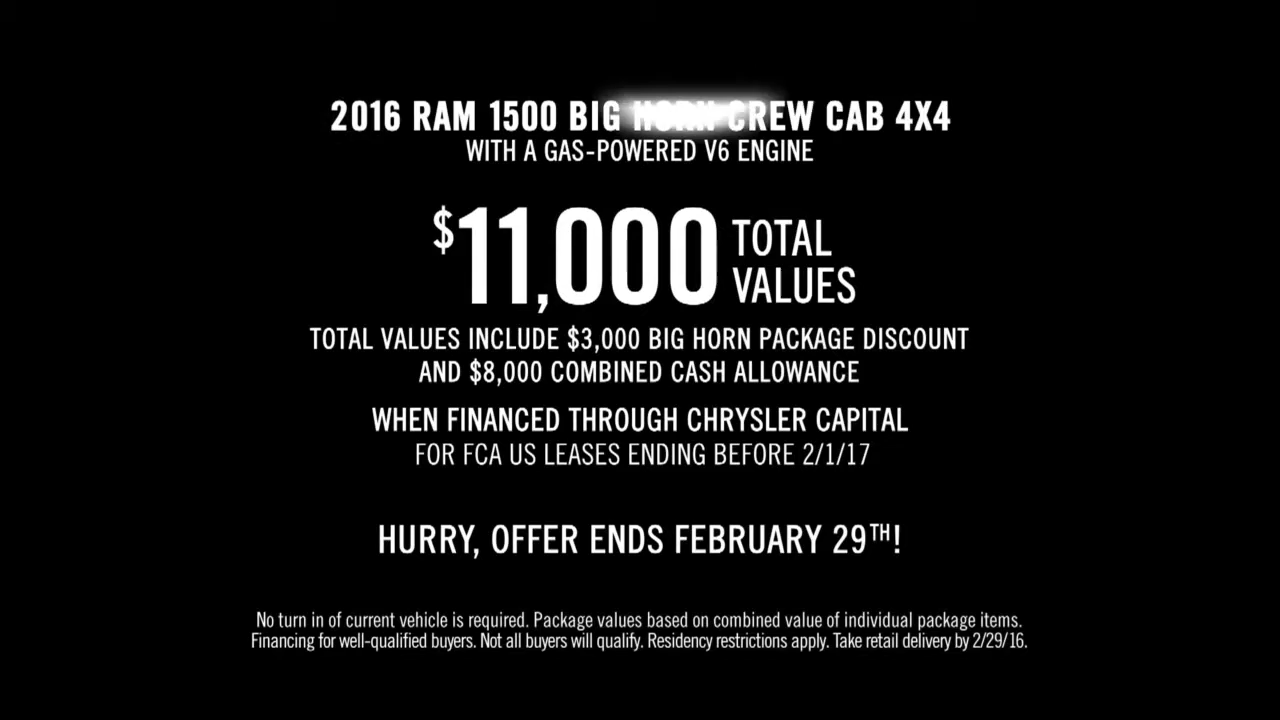 2016 RAM 1500 BIG HORN CREW CAB 4X4
WITH A GAS-POWERED V6 ENGINE
$11,000 TOTAL VALUES
TOTAL VALUES INCLUDE $3,000 BIG HORN PACKAGE DISCOUNT
AND $8,000 COMBINED CASH ALLOWANCE
WHEN FINANCED THROUGH CHRYSLER CAPITAL
FOR FCA US LEASES ENDING BEFORE 2/1/17
HURRY, OFFER ENDS FEBRUARY 29TH!
No turn in of current vehicle is required. Package values based on combined value of individual package items.
Financing for well-qualified buyers. Not all buyers will qualify. Residency restrictions apply. Take retail delivery by 2/29/16.